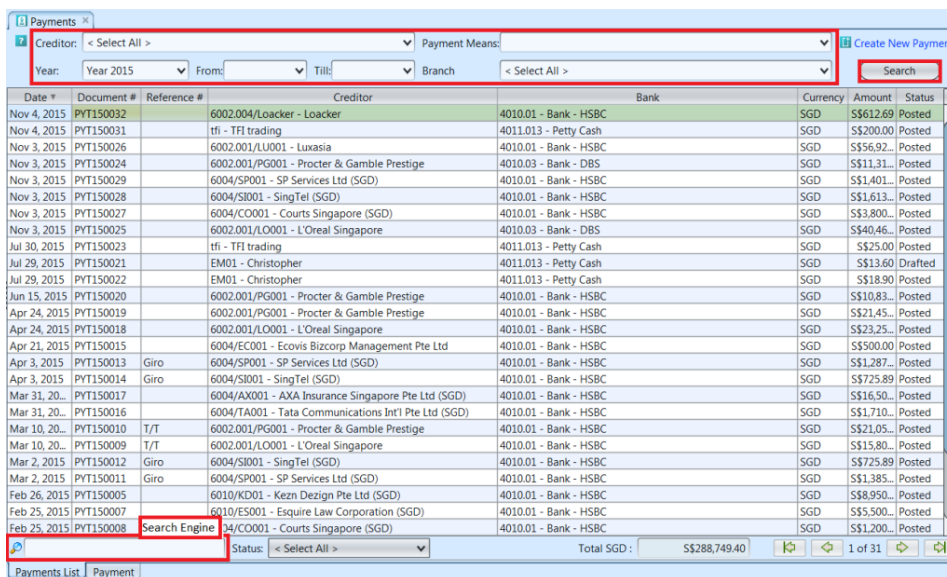 Payments
Creditor: < Select All > Payment Means: Create New Paymer
Year: Year 2015 From: Till: Branch < Select All > Search
Date Document # Reference # Creditor Bank Currency Amount Status
Nov 4, 2015 PYT150032 6002.004/Loacker - Loacker 4010.01 - Bank - HSBC SGD S$612.69 Posted
Nov 4, 2015 PYT150031 tfi - TFI trading 4011.013 - Petty Cash SGD S$200.00 Posted
Nov 3, 2015 PYT150026 6002.001/LU001 - Luxasia 4010.01 - Bank - HSBC SGD S$56,92... Posted
Nov 3, 2015 PYT150024 6002.001/PG001 - Procter & Gamble Prestige 4010.03 - Bank - DBS SGD S$11,31... Posted
Nov 3, 2015 PYT150029 6004/SP001 - SP Services Ltd (SGD) 4010.01 - Bank - HSBC SGD S$1,401... Posted
Nov 3, 2015 PYT150028 6004/SI001 - SingTel (SGD) 4010.01 - Bank - HSBC SGD S$1,613... Posted
Nov 3, 2015 PYT150027 6004/CO001 - Courts Singapore (SGD) 4010.01 - Bank - HSBC SGD S$3,800... Posted
Nov 3, 2015 PYT150025 6002.001/LO001 - L'Oreal Singapore 4010.03 - Bank - DBS SGD S$40,46... Posted
Jul 30, 2015 PYT150023 tfi - TFI trading 4011.013 - Petty Cash SGD S$25.00 Posted
Jul 29, 2015 PYT150021 EM01 - Christopher 4011.013 - Petty Cash SGD S$13.60 Drafted
Jul 29, 2015 PYT150022 EM01 - Christopher 4011.013 - Petty Cash SGD S$18.90 Posted
Jun 15, 2015 PYT150020 6002.001/PG001 - Procter & Gamble Prestige 4010.01 - Bank - HSBC SGD S$10,83... Posted
Apr 24, 2015 PYT150019 6002.001/PG001 - Procter & Gamble Prestige 4010.01 - Bank - HSBC SGD S$21,45... Posted
Apr 24, 2015 PYT150018 6002.001/LO001 - L'Oreal Singapore 4010.01 - Bank - HSBC SGD S$23,25... Posted
Apr 21, 2015 PYT150015 6004/EC001 - Ecovis Bizcorp Management Pte Ltd 4010.01 - Bank - HSBC SGD S$500.00 Posted
Apr 3, 2015 PYT150013 Giro 6004/SP001 - SP Services Ltd (SGD) 4010.01 - Bank - HSBC SGD S$1,287... Posted
Apr 3, 2015 PYT150014 Giro 6004/SI001 - SingTel (SGD) 4010.01 - Bank - HSBC SGD S$725.89 Posted
Mar 31, 20... PYT150017 6004/AX001 - AXA Insurance Singapore Pte Ltd (SGD) 4010.01 - Bank - HSBC SGD S$16,50... Posted
Mar 31, 20... PYT150016 6004/TA001 - Tata Communications Int'l Pte Ltd (SGD) 4010.01 - Bank - HSBC SGD S$1,710... Posted
Mar 10, 20... PYT150010 T/T 6002.001/PG001 - Procter & Gamble Prestige 4010.01 - Bank - HSBC SGD S$21,05... Posted
Mar 10, 20... PYT150009 T/T 6002.001/LO001 - L'Oreal Singapore 4010.01 - Bank - HSBC SGD S$15,80... Posted
Mar 2, 2015 PYT150012 Giro 6004/SI001 - SingTel (SGD) 4010.01 - Bank - HSBC SGD S$725.89 Posted
Mar 2, 2015 PYT150011 Giro 6004/SP001 - SP Services Ltd (SGD) 4010.01 - Bank - HSBC SGD S$1,385... Posted
Feb 26, 2015 PYT150005 6010/KD01 - Kezn Dezign Pte Ltd (SGD) 4010.01 - Bank - HSBC SGD S$8,950... Posted
Feb 25, 2015 PYT150007 6010/ES001 - Esquire Law Corporation (SGD) 4010.01 - Bank - HSBC SGD S$5,500... Posted
Feb 25, 2015 PYT150008 Search Engine 04/CO001 - Courts Singapore (SGD) 4010.01 - Bank - HSBC SGD S$1,200... Posted
Status: < Select All > Total SGD : S$288,749.40 1 of 31
Payments List Payment